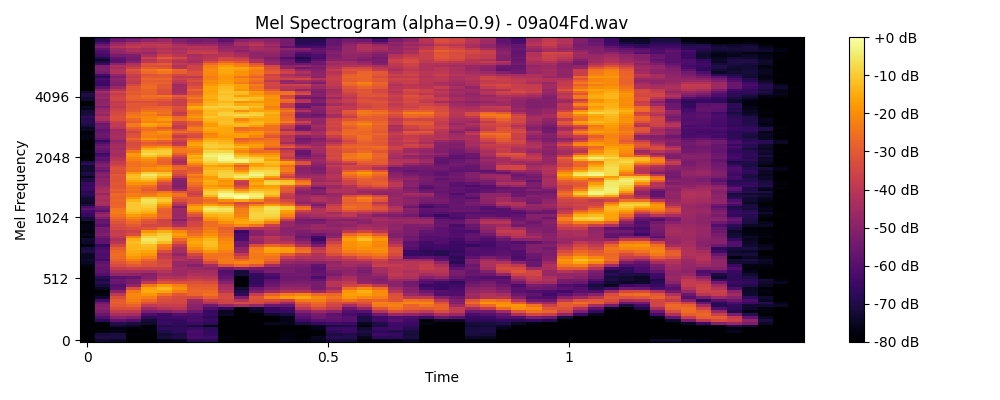 Mel Spectrogram (alpha=0.9) - 09a04Fd.wav
Mel Frequency
4096
2048
1024
512
0
0
0.5
1
Time
+0 dB
-10 dB
-20 dB
-30 dB
-40 dB
-50 dB
-60 dB
-70 dB
-80 dB